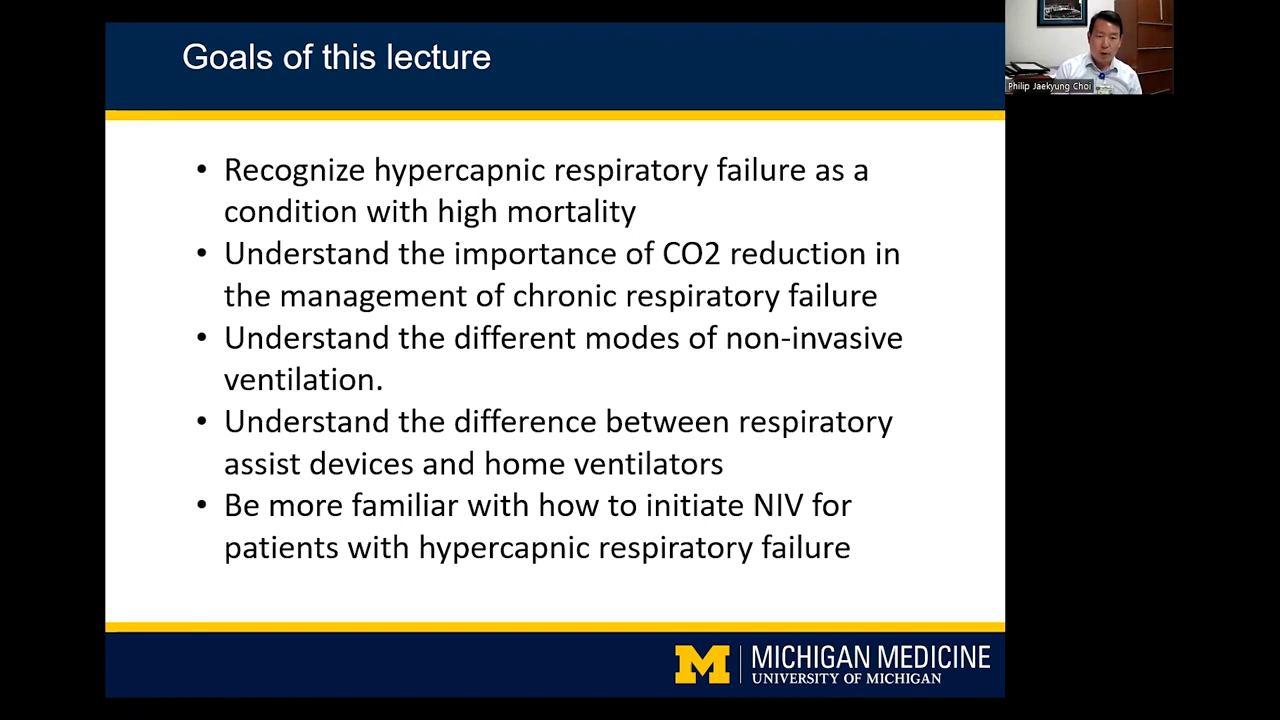 Goals of this lecture
Philip Jaekyung Choi
• Recognize hypercapnic respiratory failure as a
condition with high mortality
• Understand the importance of CO2 reduction in
the management of chronic respiratory failure
• Understand the different modes of non-invasive
ventilation.
• Understand the difference between respiratory
assist devices and home ventilators
• Be more familiar with how to initiate NIV for
patients with hypercapnic respiratory failure
M
MICHIGAN MEDICINE
UNIVERSITY OF MICHIGAN